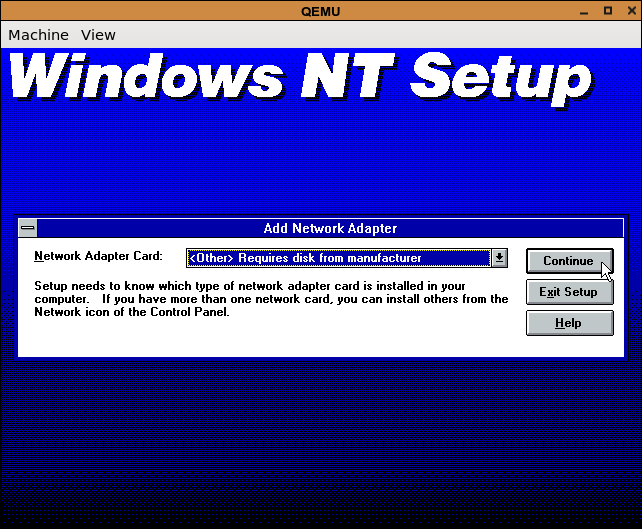 QEMU
Machine View
Windows NT Setup
Add Network Adapter
Network Adapter Card: <Other> Requires disk from manufacturer
Continue
Setup needs to know which type of network adapter card is installed in your
computer. If you have more than one network card, you can install others from the
Network icon of the Control Panel.
Exit Setup
Help